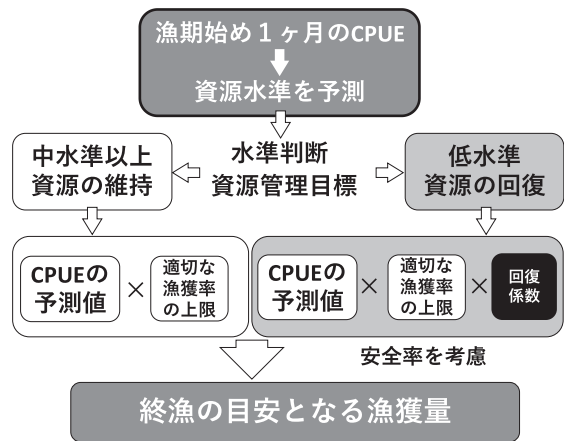 漁期始め１ヶ月のCPUE
資源水準を予測
水準判断
資源管理目標
中水準以上
資源の維持
低水準
資源の回復
CPUEの
予測値
×
適切な
漁獲率
の上限
CPUEの
予測値
×
適切な
漁獲率
の上限
×
回復
係数
安全率を考慮
終漁の目安となる漁獲量